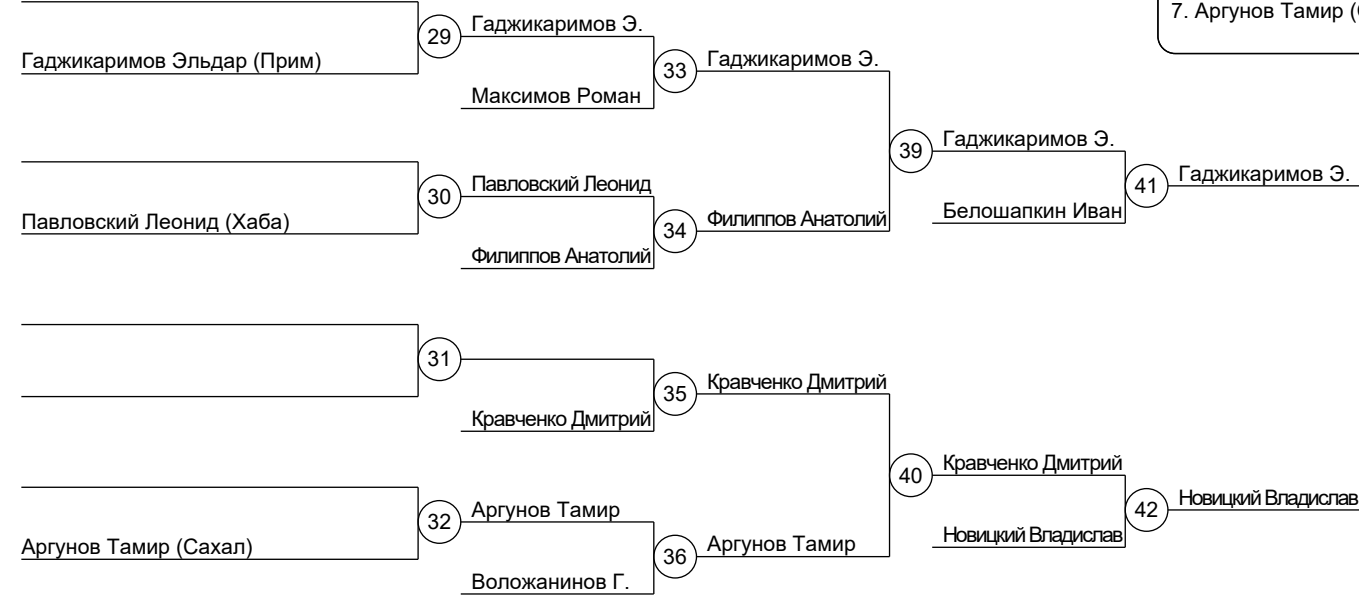 7. Аргунов Тамир (
29
Гаджикаримов Э.
Гаджикаримов Эльдар (Прим)
33
Гаджикаримов Э.
Максимов Роман
39
Гаджикаримов Э.
30
Павловский Леонид
41
Гаджикаримов Э.
Павловский Леонид (Хаба)
34
Филиппов Анатолий
Белошапкин Иван
Филиппов Анатолий
31
35
Кравченко Дмитрий
Кравченко Дмитрий
40
Кравченко Дмитрий
32
Аргунов Тамир
42
Новицкий Владислав
Аргунов Тамир (Сахал)
36
Аргунов Тамир
Новицкий Владислав
Воложанинов Г.